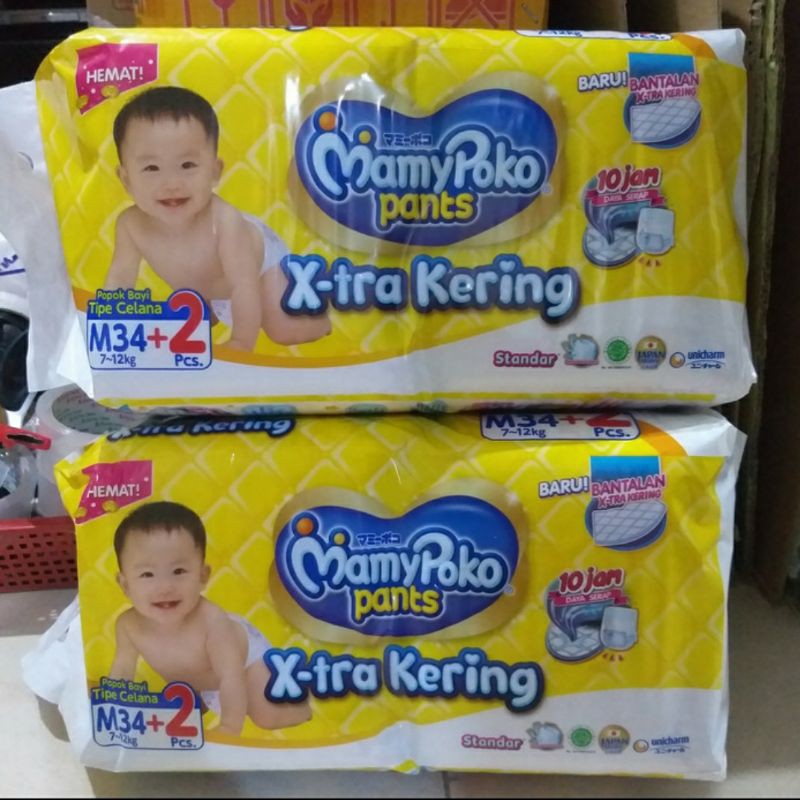 7~12kg
Pcs.
HEMAT!
BARU! BANTALAN
X-TRA KERING
マミーポコ
MamyPoko
pants
10 jam
DAYA SERAP
X-tra Kering
Popok Bayi
Tipe Celana
M34+2
7~12kg
Pcs.
Standar
JAPAN
unicharm
ユニ・チャーム
X-tra Kering
M34+2
7~12kg
Pcs.
HEMAT!
BARU! BANTALAN
X-TRA KERING
マミーポコ
MamyPoko
pants
10 jam
DAYA SERAP
X-tra Kering
Popok Bayi
Tipe Celana
M34+2
7~12kg
Pcs.
Standar
JAPAN
unicharm
ユニ・チャーム